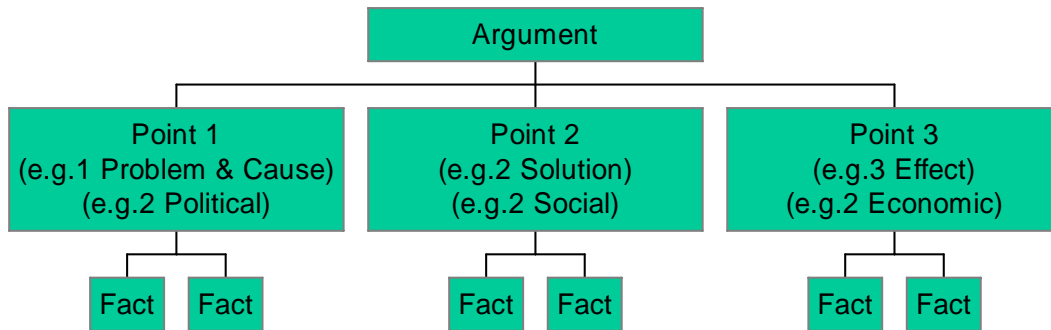 Argument
Point 1
(e.g.1 Problem & Cause)
(e.g.2 Political)
Point 2
(e.g.2 Solution)
(e.g.2 Social)
Point 3
(e.g.3 Effect)
(e.g.2 Economic)
Fact
Fact
Fact
Fact
Fact
Fact